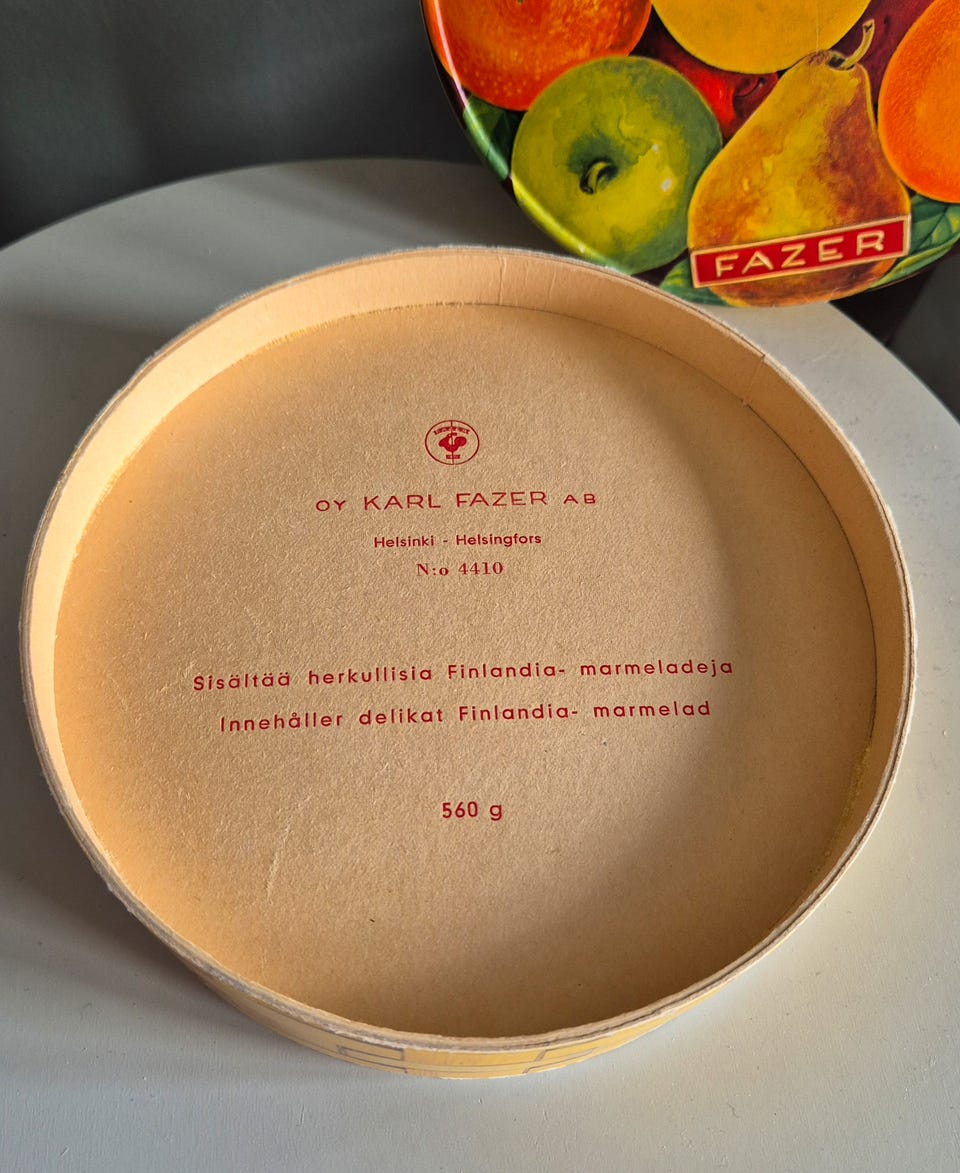 FAZER
OY KARL FAZER AB
Helsinki - Helsingfors
N:o 4410
Sisältää herkullisia Finlandia- marmeladeja
Innehåller delikat Finlandia- marmelad
560 g